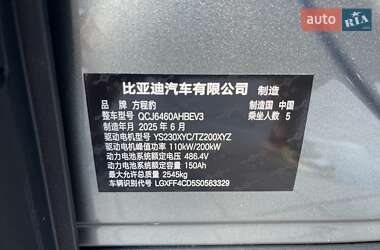 auto RIA
比亚迪汽车有限公司 制造
品牌 方程豹 制造国 中国
整车型号 QCJ6460AHBEV3 乘坐人数 5
制造年月 2025 年 6 月
驱动电机型号 YS230XYC/TZ200XYZ
驱动电机峰值功率 110kW/200kW
动力电池系统额定电压 486.4V
动力电池系统额定容量 150Ah
最大允许总质量 2545kg
车辆识别代号 LGXFF4CD5S0563329